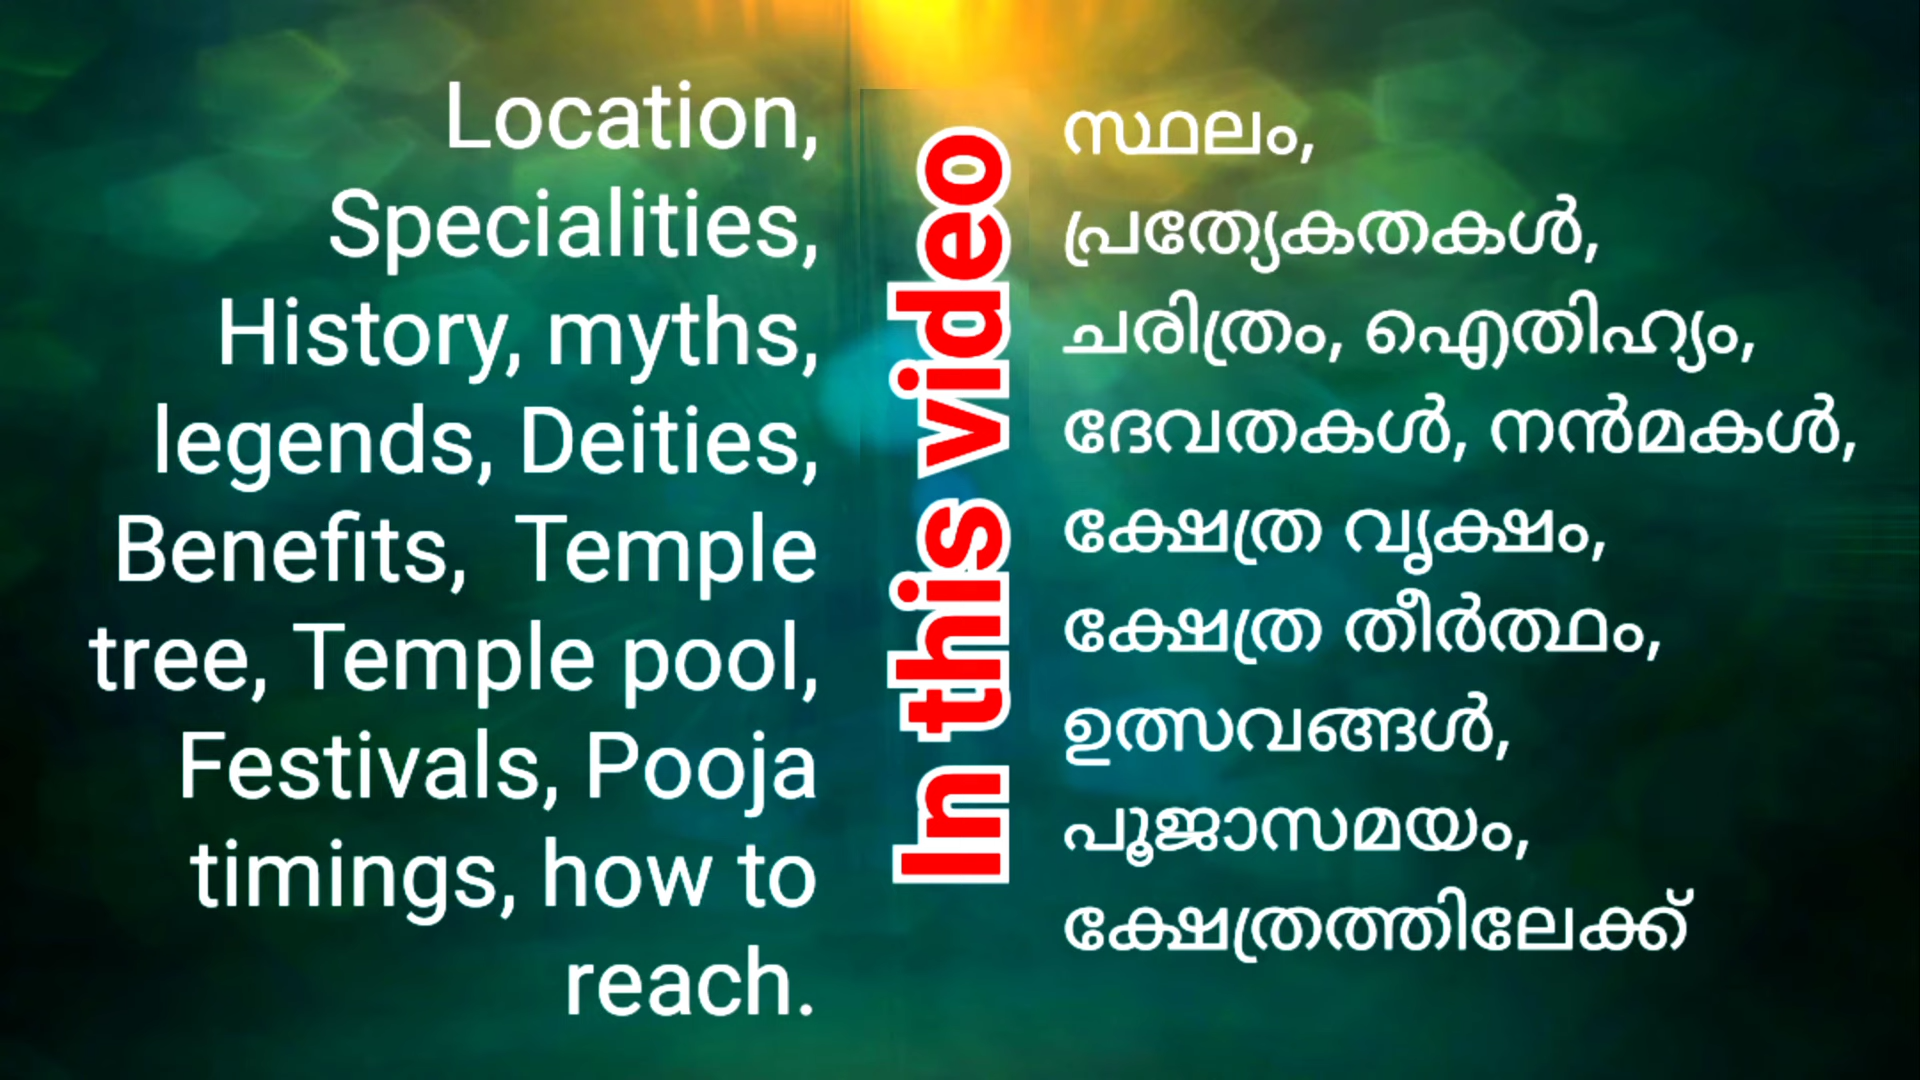 Location,
Specialities,
History, myths,
legends, Deities,
Benefits, Temple
tree, Temple pool,
Festivals, Pooja
timings, how to
reach.
In this video
സ്ഥലം,
പ്രത്യേകതകൾ,
ചരിത്രം, ഐതിഹ്യം,
ദേവതകൾ, നൻമകൾ,
ക്ഷേത്ര വൃക്ഷം,
ക്ഷേത്ര തീർത്ഥം,
ഉത്സവങ്ങൾ,
പൂജാസമയം,
ക്ഷേത്രത്തിലേക്ക്